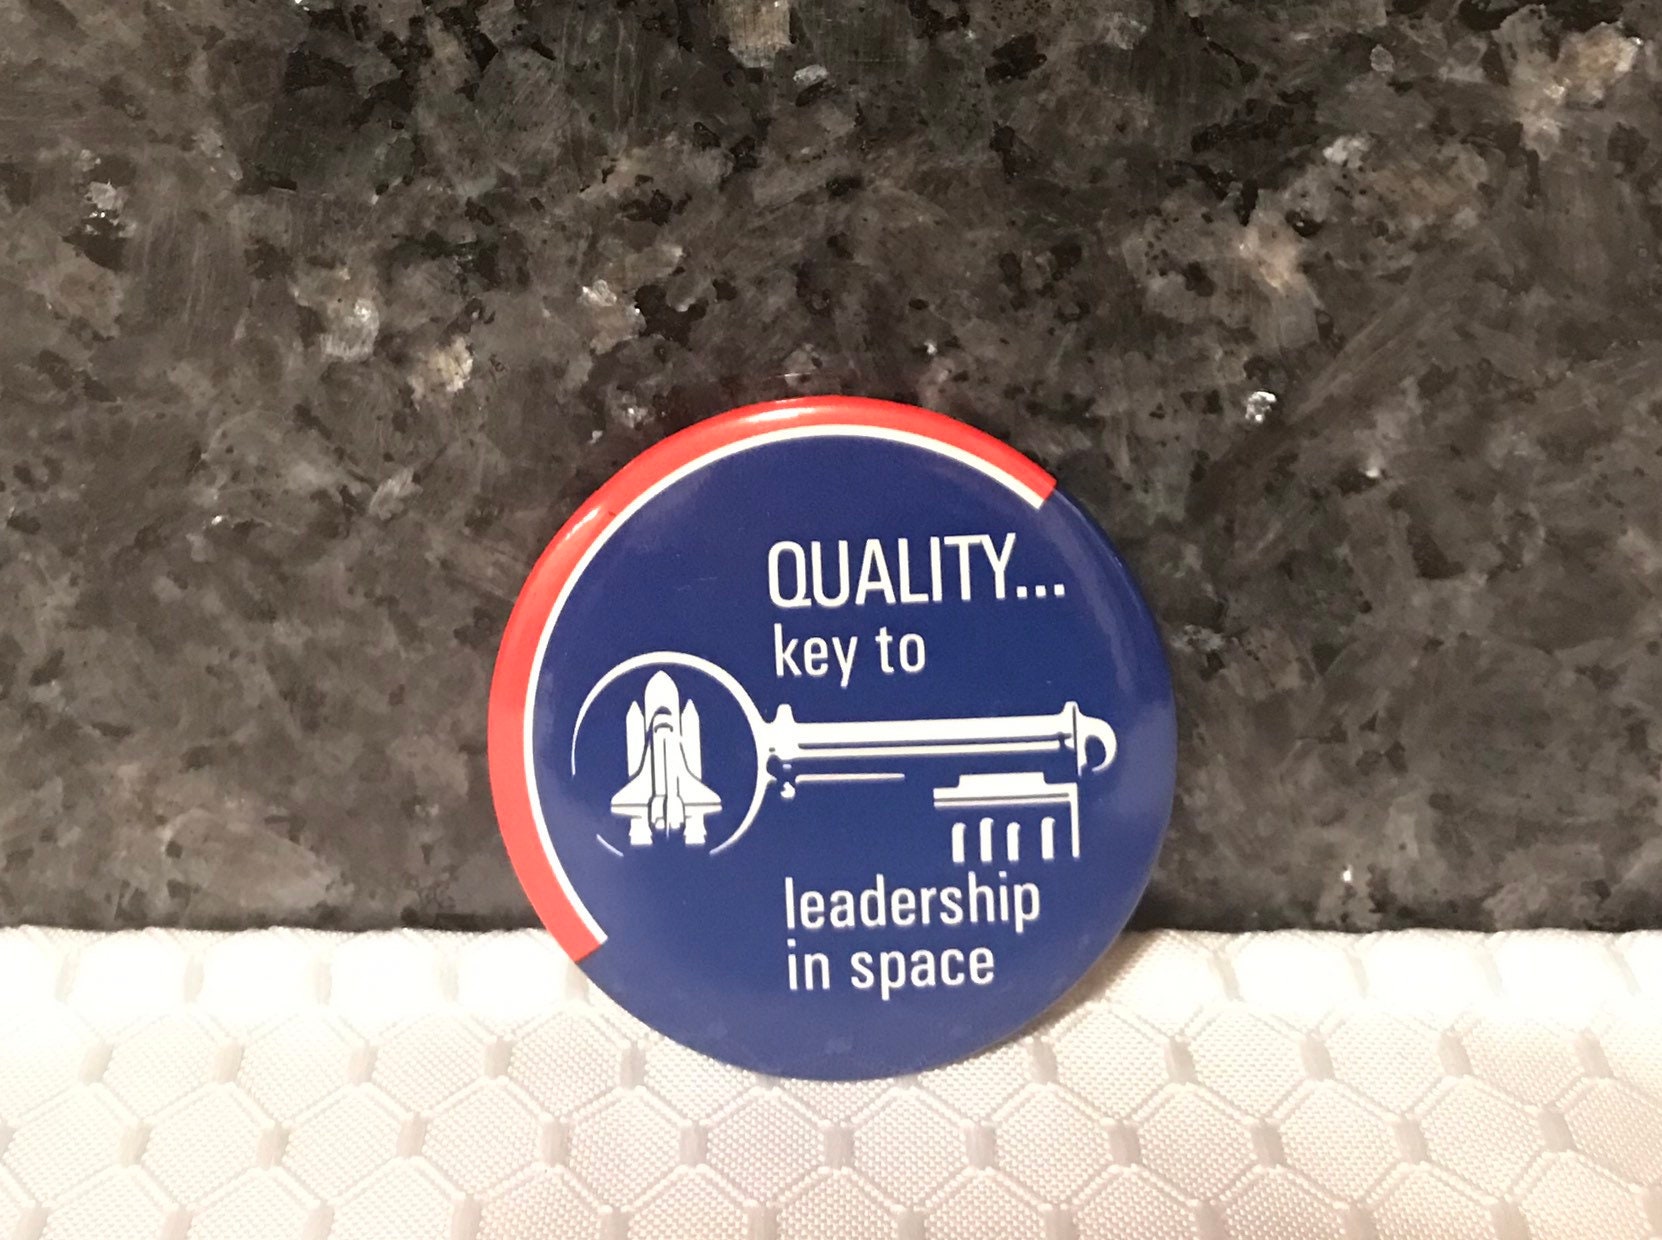 QUALITY...
key to
leadership
in space